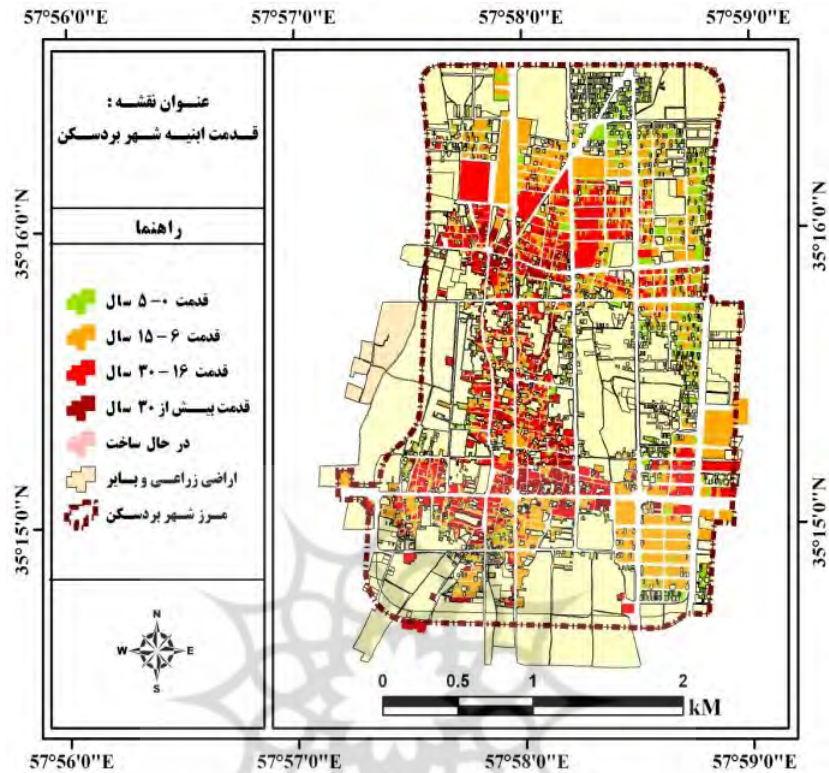 57°56'0"E 57°57'0"E 57°58'0"E 57°59'0"E
عنوان نقشه :
قدمت ابنیه شهر بردسکن
راهنما
قدمت ۰ - ۵ سال
قدمت ۶ - ۱۵ سال
قدمت ۱۶ - ۳۰ سال
قدمت بیش از ۳۰ سال
در حال ساخت
اراضی زراعی و بایر
مرز شهر بردسکن
N
W E
S
35°16'0"N 35°16'0"N
35°15'0"N 35°15'0"N
0 0.5 1 2
kM
57°56'0"E 57°57'0"E 57°58'0"E 57°59'0"E